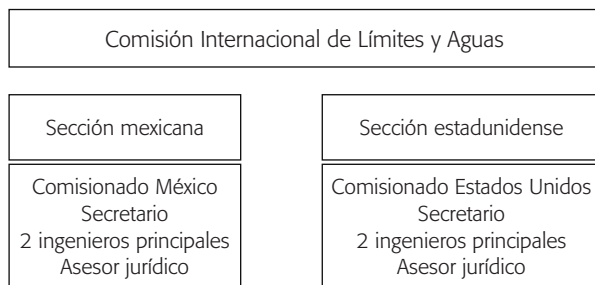 Comisión Internacional de Límites y Aguas
Sección mexicana
Comisionado México
Secretario
2 ingenieros principales
Asesor jurídico
Sección estadunidense
Comisionado Estados Unidos
Secretario
2 ingenieros principales
Asesor jurídico